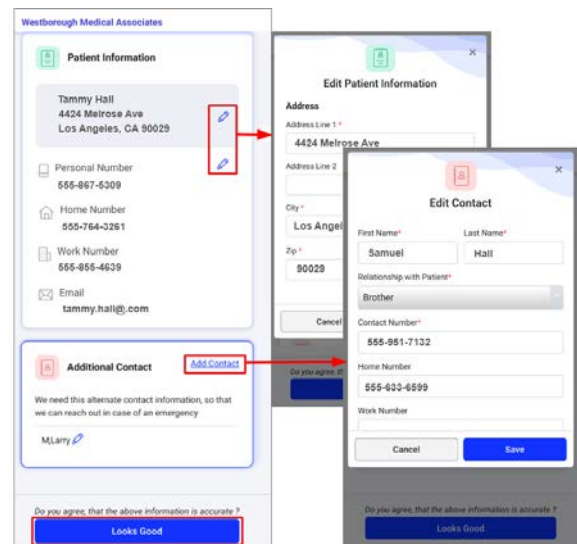 Westborough Medical Associates
Patient Information
Tammy Hall
4424 Melrose Ave
Los Angeles, CA 90029
Personal Number
555-867-5309
Home Number
555-764-3261
Work Number
555-855-4639
Email
tammy.hall@.com
Additional Contact
Add Contact
We need this alternate contact information, so that
we can reach out in case of an emergency
M,Larry
Do you agree, that the above information is accurate ?
Looks Good
×
Edit Patient Information
Address
Address Line 1 *
4424 Melrose Ave
Address Line 2
City *
Los Angel
Zip *
90029
Cancel
Do you agree, th
×
Edit Contact
First Name*
Last Name*
Samuel
Hall
Relationship with Patient*
Brother
Contact Number*
555-951-7132
Home Number
555-633-6599
Work Number
Cancel
Save
Do you agree, that the above information is accurate ?
Looks Good